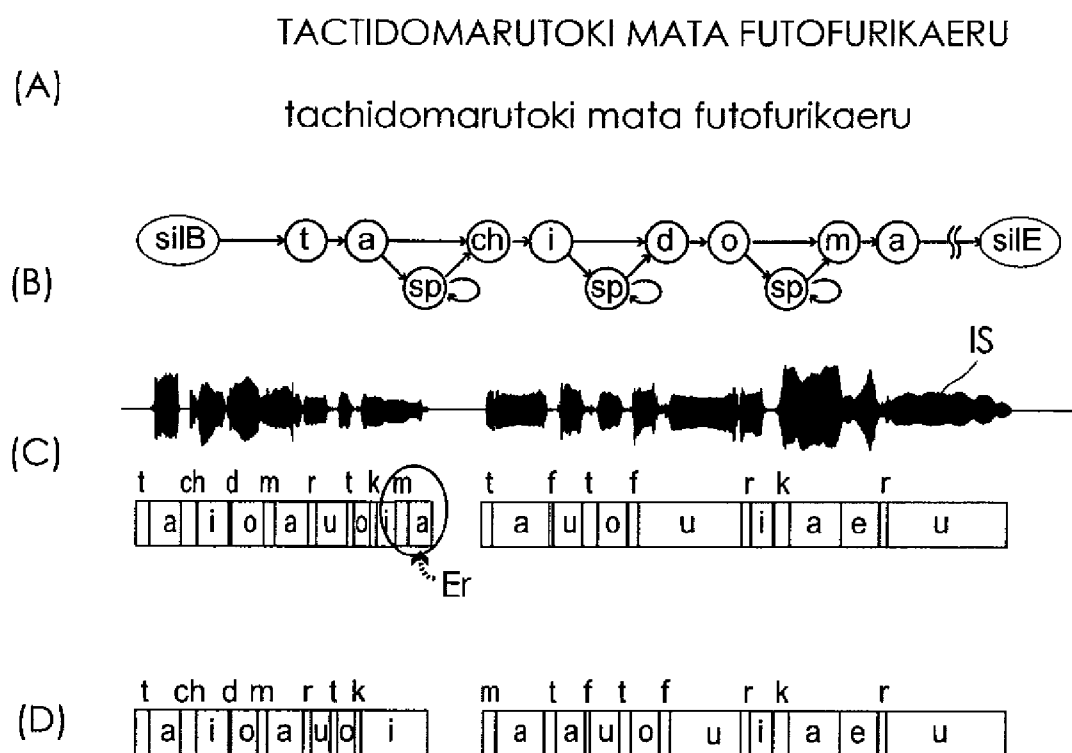 TACTIDOMARUTOKI MATA FUTOFURIKAERU
(A)
tachidomarutoki mata futofurikaeru
silB t a ch i d o m a silE
(B)
sp sp sp
IS
(C)
t ch d m r t k m t f t f r k r
a i o a u o i a a u o u i a e u
Er
t ch d m r t k m t f t f r k r
(D)
a i o a u o i a a u o u i a e u